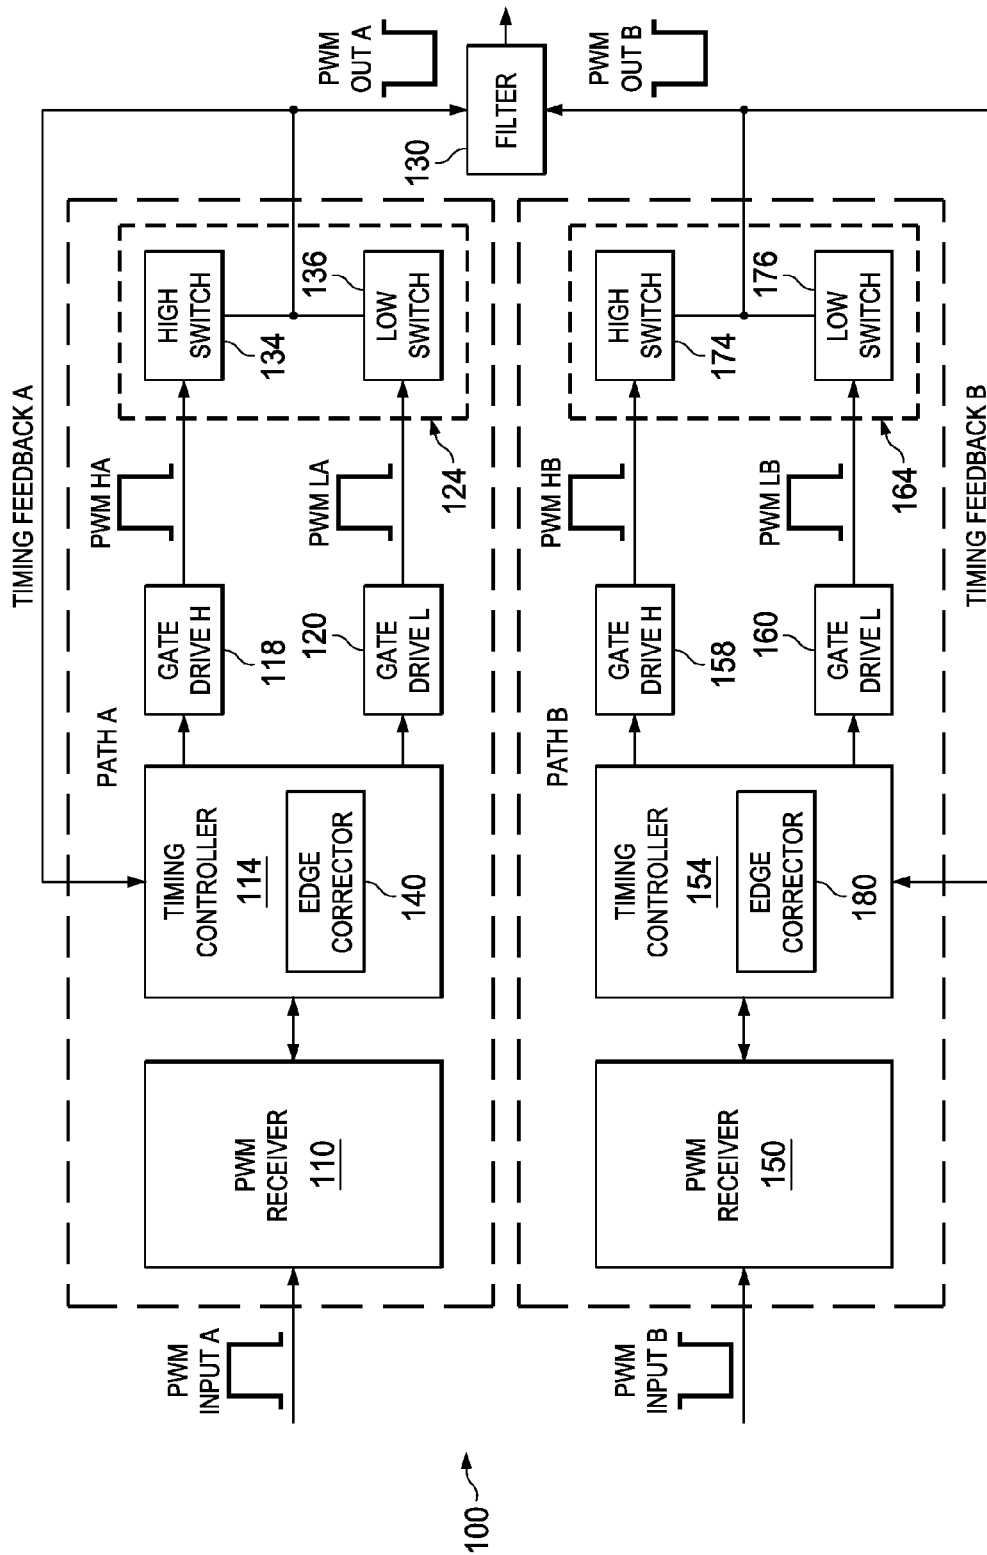 100
PWM
INPUT A
PWM
RECEIVER
110
TIMING
CONTROLLER
114
EDGE
CORRECTOR
140
PATH A
GATE
DRIVE H
118
GATE
DRIVE L
120
PWM HA
PWM LA
HIGH
SWITCH
134
LOW
SWITCH
136
124
TIMING FEEDBACK A
PWM
OUT A
FILTER
130
PWM
INPUT B
PWM
RECEIVER
150
TIMING
CONTROLLER
154
EDGE
CORRECTOR
180
PATH B
GATE
DRIVE H
158
GATE
DRIVE L
160
PWM HB
PWM LB
HIGH
SWITCH
174
LOW
SWITCH
176
164
TIMING FEEDBACK B
PWM
OUT B